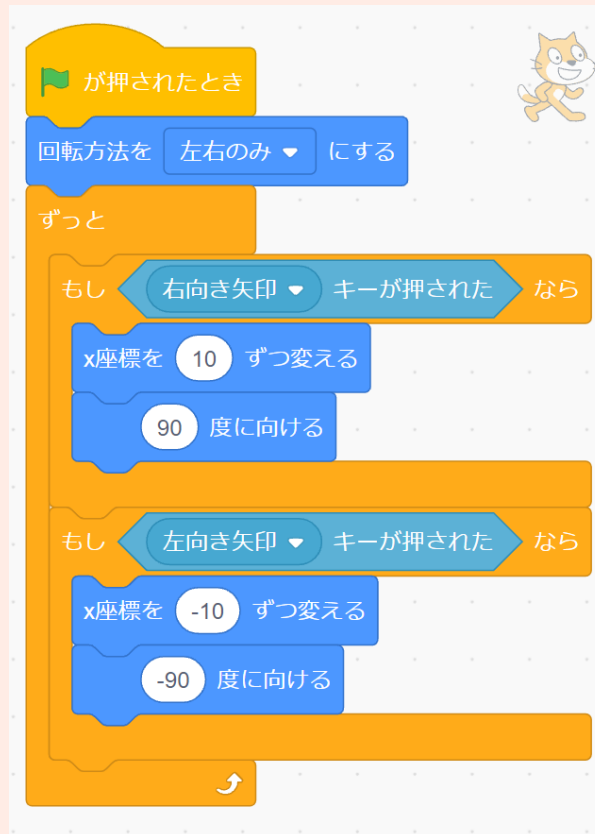 が押されたとき
回転方法を 左右のみ にする
ずっと
もし 右向き矢印 キーが押された なら
x座標を 10 ずつ変える
90 度に向ける
もし 左向き矢印 キーが押された なら
x座標を -10 ずつ変える
-90 度に向ける